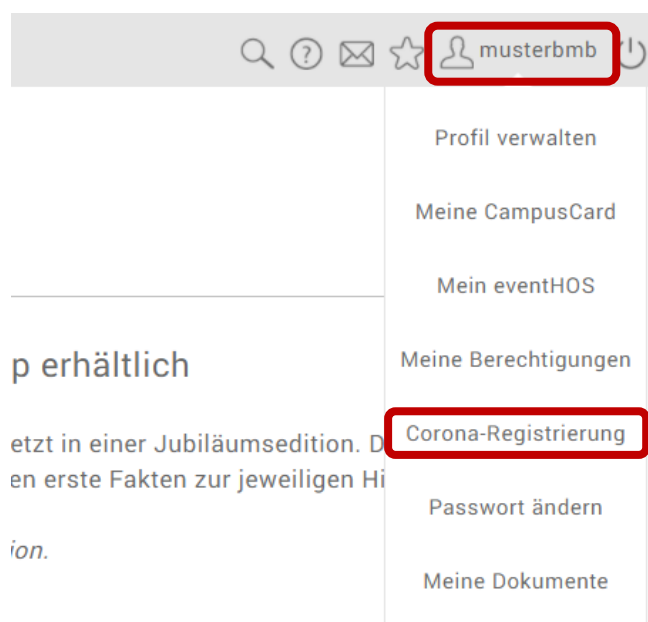 musterbmb
Profil verwalten
Meine CampusCard
Mein eventHOS
Meine Berechtigungen
Corona-Registrierung
Passwort ändern
Meine Dokumente
p erhältlich
etzt in einer Jubiläumsedition. D
en erste Fakten zur jeweiligen Hi
ion.